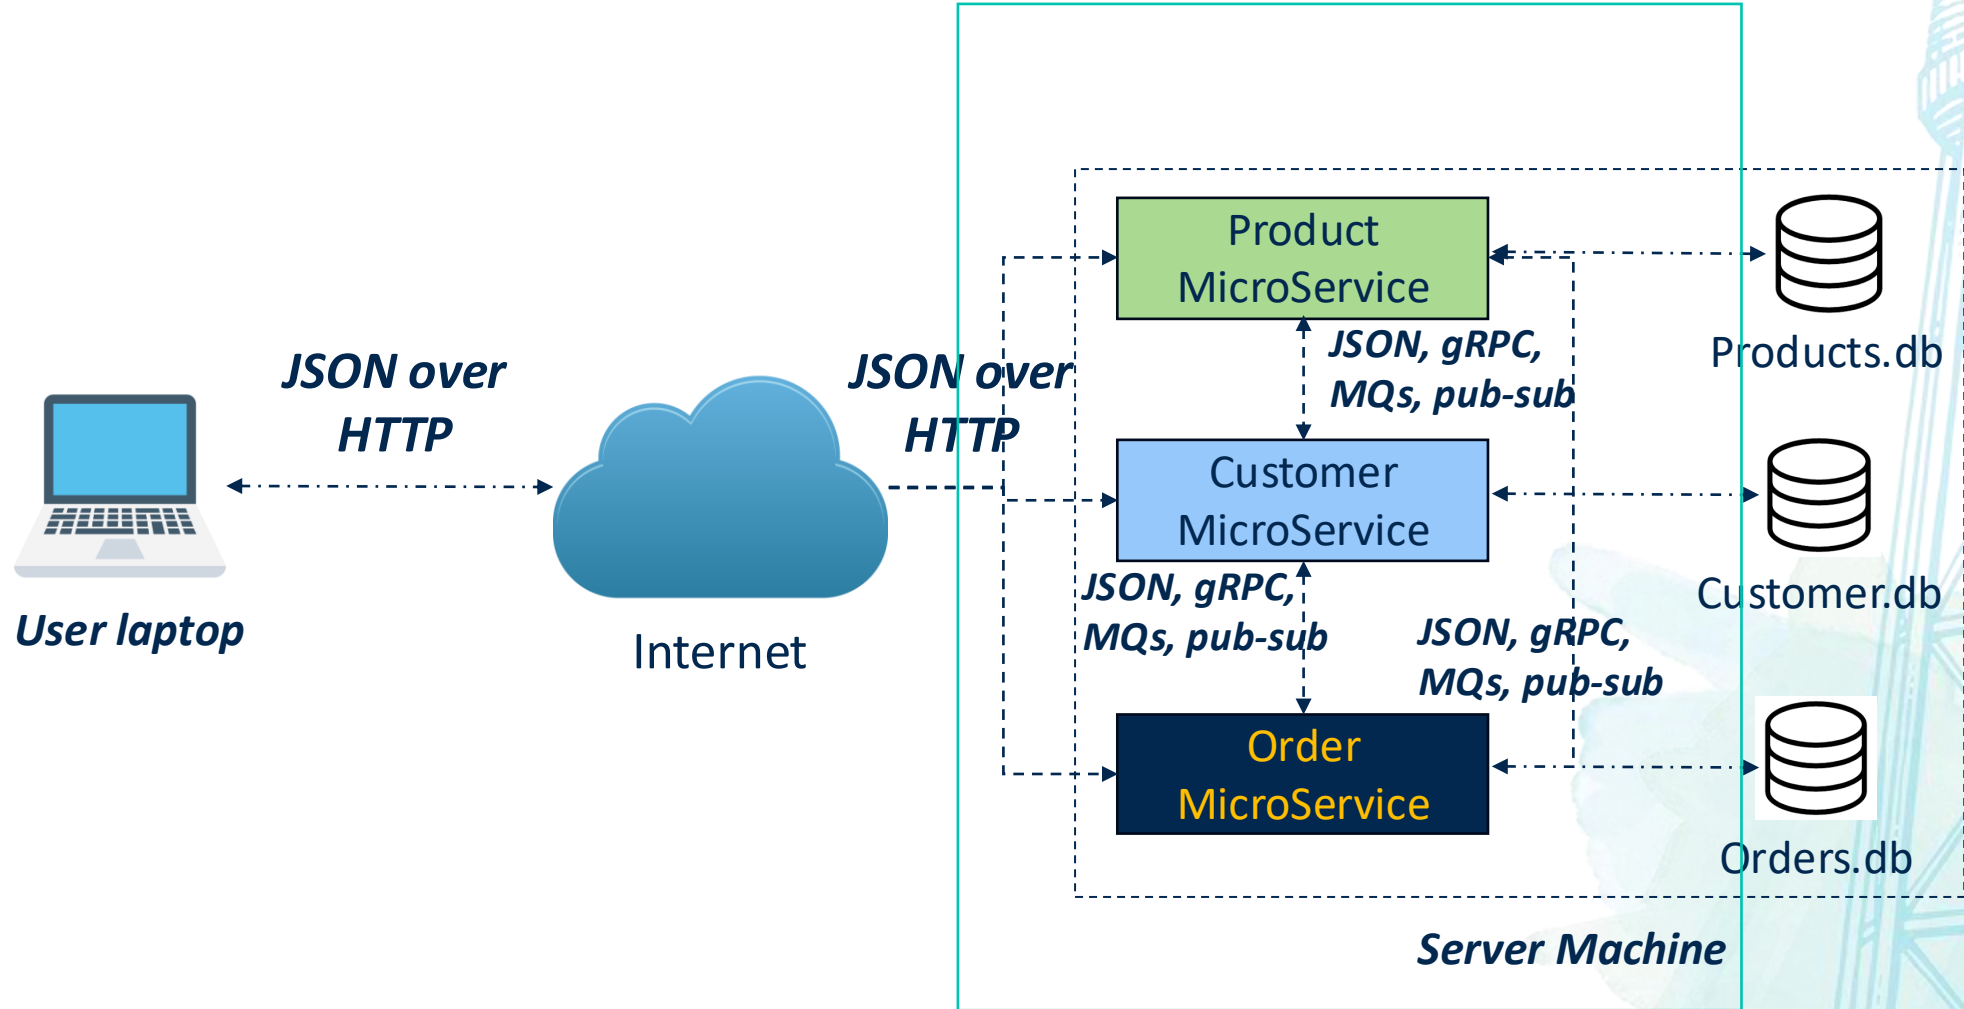 JSON over
HTTP
User laptop
Internet
JSON over
HTTP
Product
MicroService
JSON, gRPC,
MQs, pub-sub
Customer
MicroService
JSON, gRPC,
MQs, pub-sub
JSON, gRPC,
MQs, pub-sub
Order
MicroService
Products.db
Customer.db
Orders.db
Server Machine